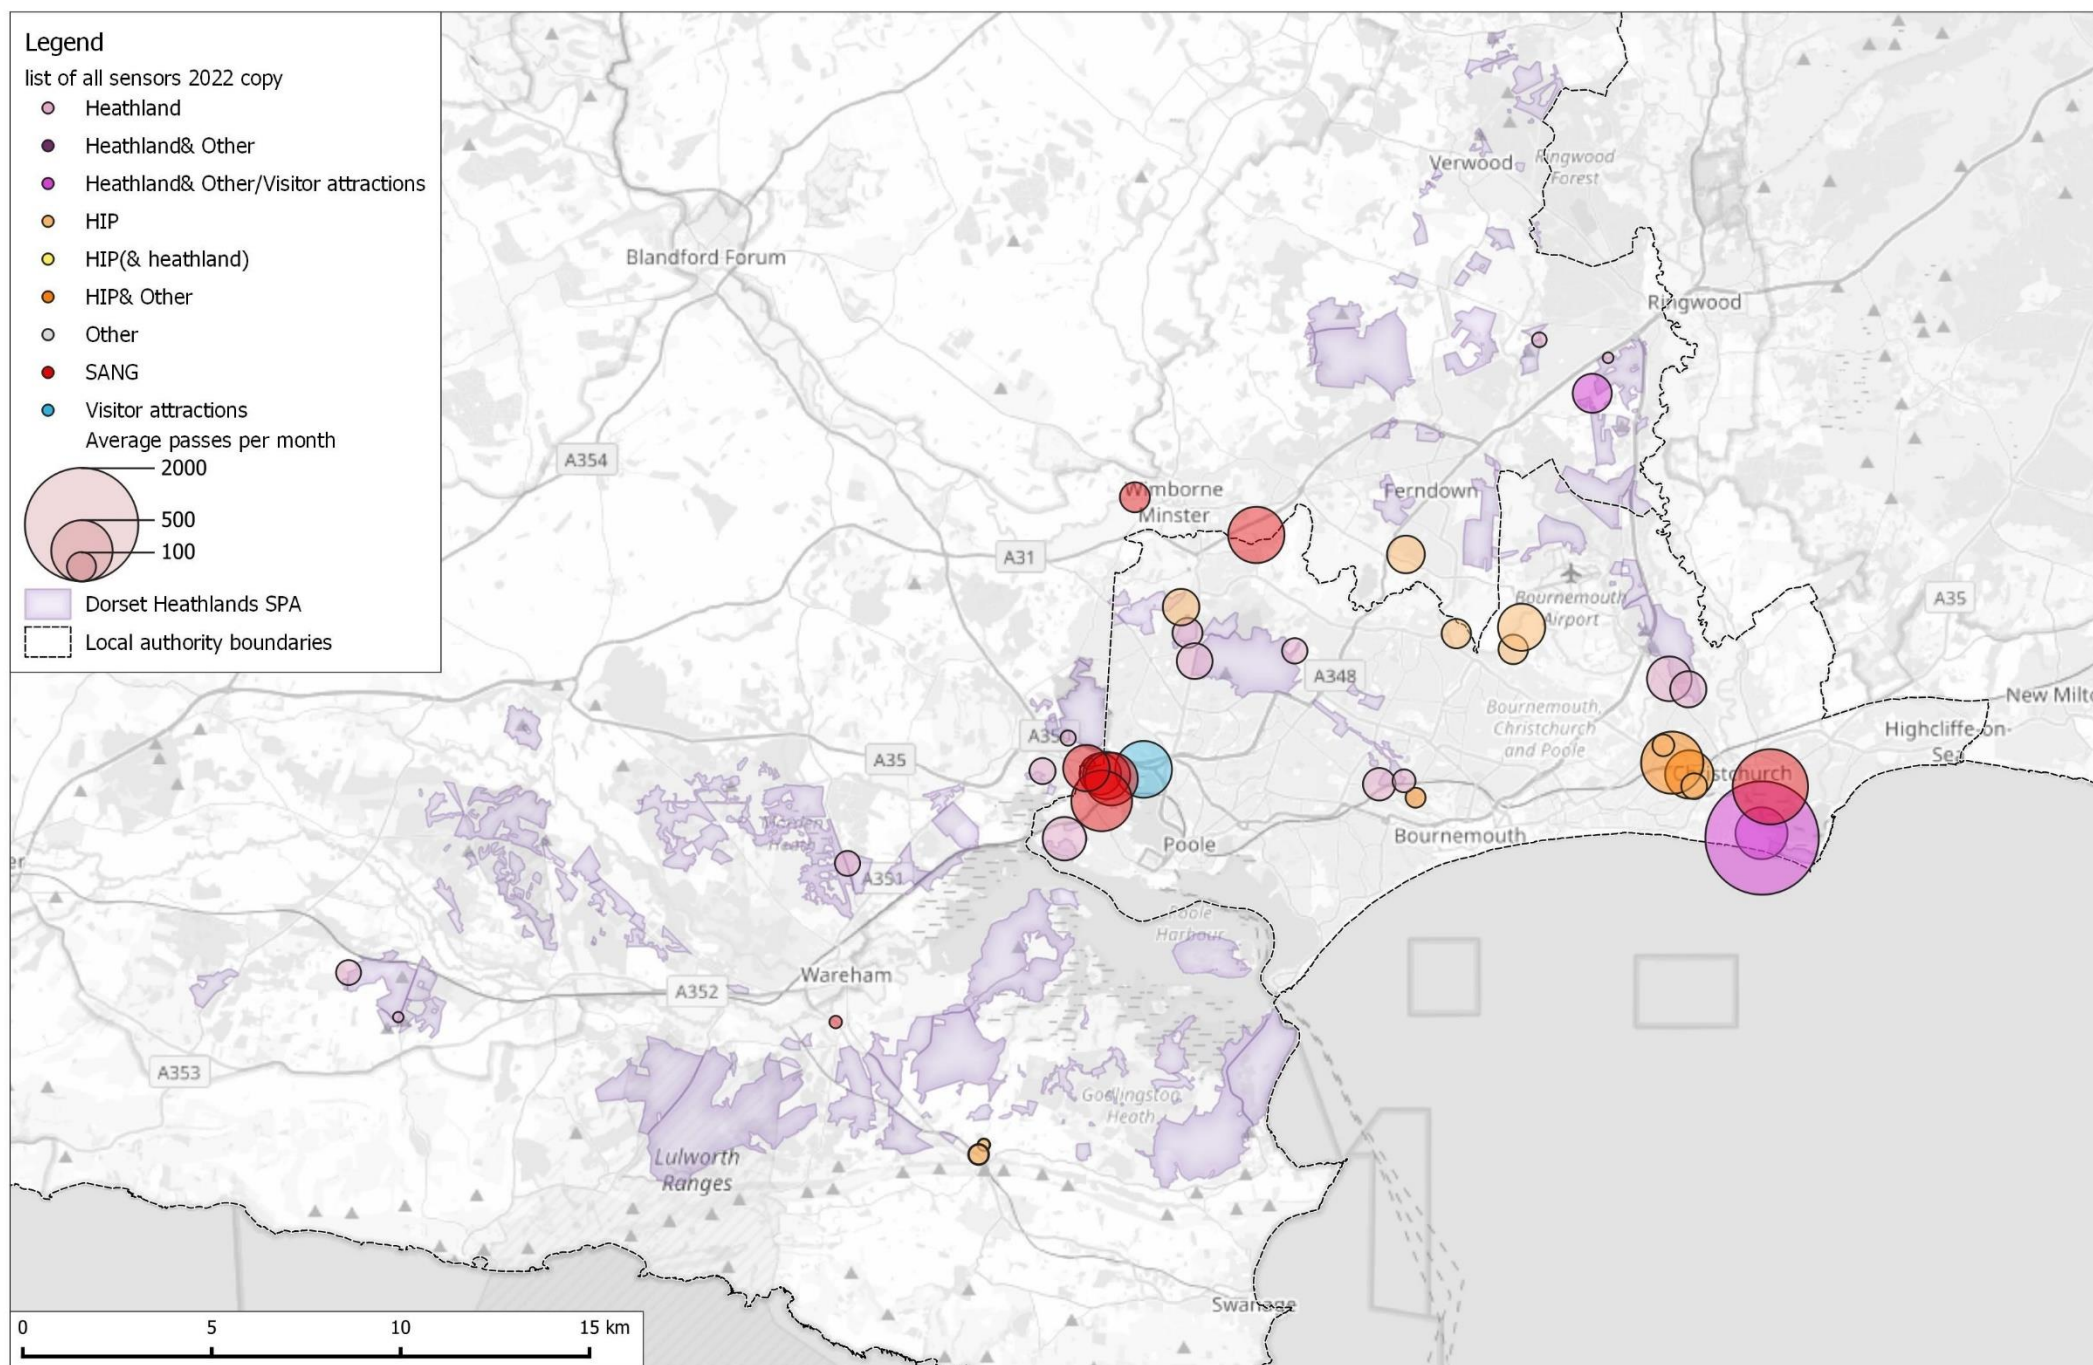 Legend
list of all sensors 2022 copy
Heathland
Heathland& Other
Heathland& Other/Visitor attractions
HIP
HIP(& heathland)
HIP& Other
Other
SANG
Visitor attractions
Average passes per month
2000
500
100
Dorset Heathlands SPA
Local authority boundaries
Verwood
Ringwood
Forest
Blandford Forum
Ringwood
A354
Wimborne
Minster
Ferndown
A31
Bournemouth
Airport
A35
A348
New Milt
Bournemouth,
Christchurch
and Poole
Highcliffe-on-
Sea
A35
A35
Christchurch
Morden
Heath
Poole
Bournemouth
er
A351
Poole
Harbour
Wareham
A352
A353
Godlingston
Heath
Lulworth
Ranges
Swanage
0 5 10 15 km